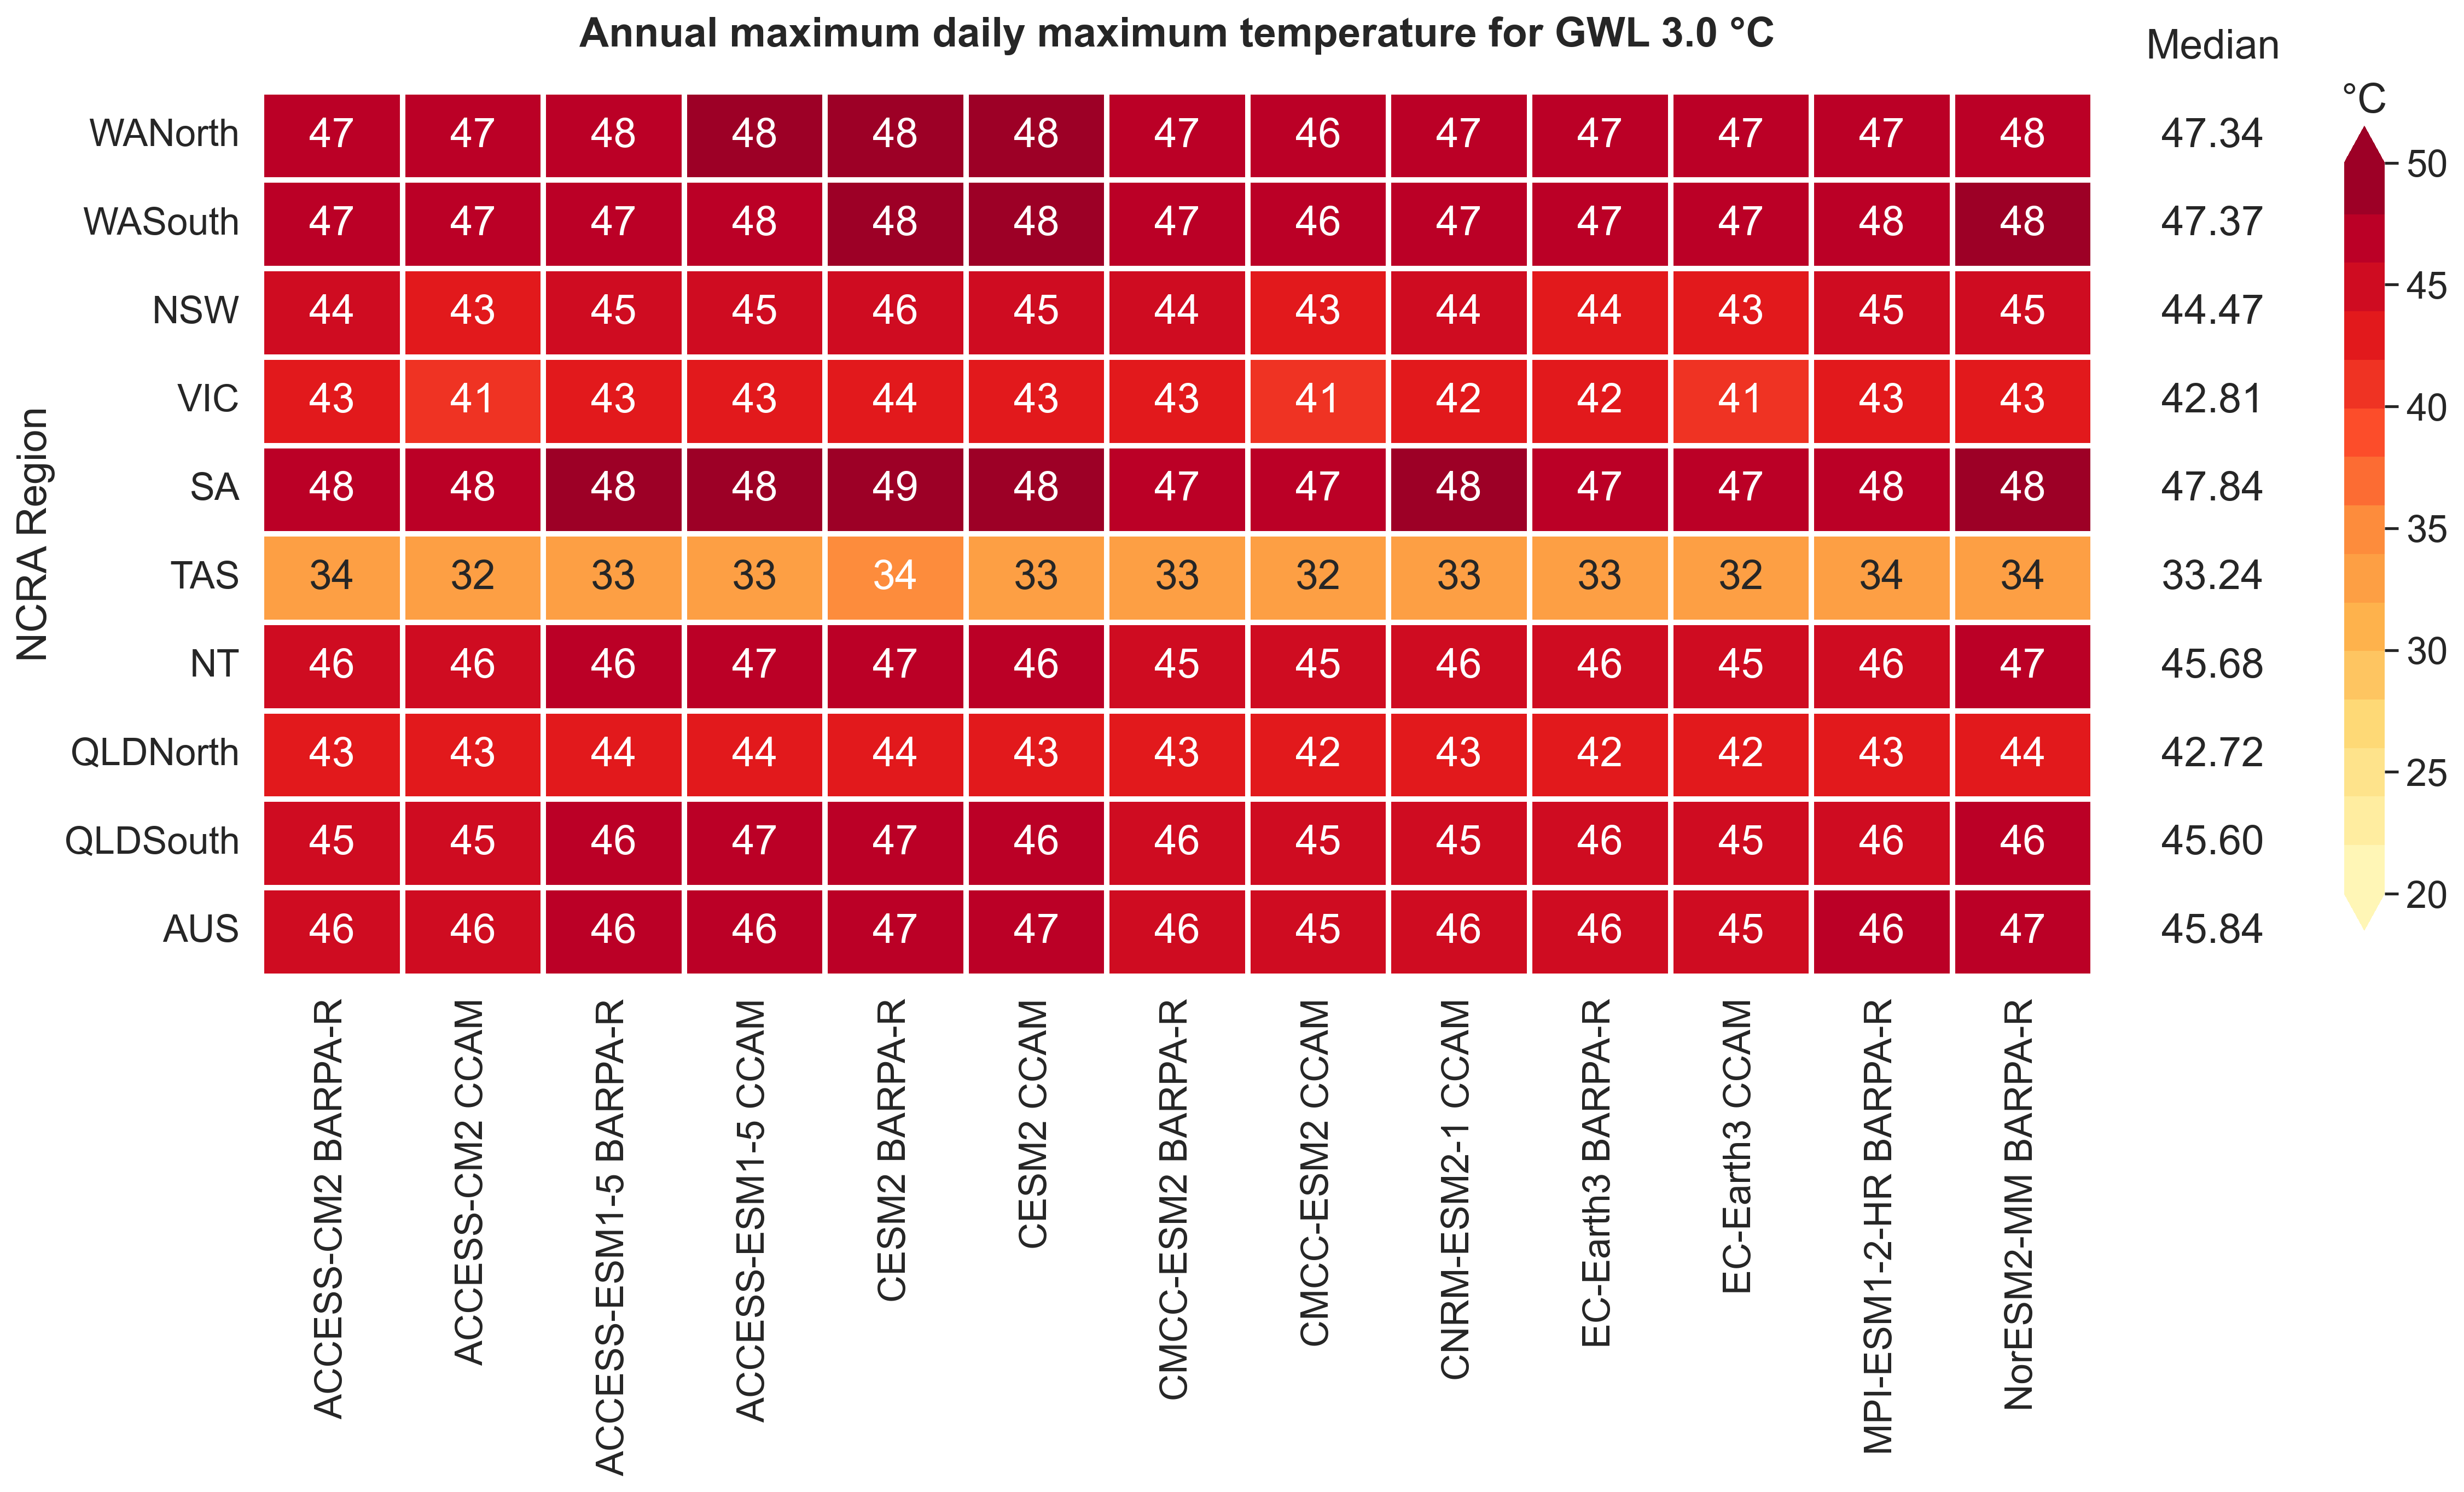 Annual maximum daily maximum temperature for GWL 3.0 °C
Median
°C
NCRA Region
WANorth 47 47 48 48 48 48 47 46 47 47 47 47 48 47.34
WASouth 47 47 47 48 48 48 47 46 47 47 47 48 48 47.37
NSW 44 43 45 45 46 45 44 43 44 44 43 45 45 44.47
VIC 43 41 43 43 44 43 43 41 42 42 41 43 43 42.81
SA 48 48 48 48 49 48 47 47 48 47 47 48 48 47.84
TAS 34 32 33 33 34 33 33 32 33 33 32 34 34 33.24
NT 46 46 46 47 47 46 45 45 46 46 45 46 47 45.68
QLDNorth 43 43 44 44 44 43 43 42 43 42 42 43 44 42.72
QLDSouth 45 45 46 47 47 46 46 45 45 46 45 46 46 45.60
AUS 46 46 46 46 47 47 46 45 46 46 45 46 47 45.84
50
45
40
35
30
25
20
ACCESS-CM2 BARPA-R
ACCESS-CM2 CCAM
ACCESS-ESM1-5 BARPA-R
ACCESS-ESM1-5 CCAM
CESM2 BARPA-R
CESM2 CCAM
CMCC-ESM2 BARPA-R
CMCC-ESM2 CCAM
CNRM-ESM2-1 CCAM
EC-Earth3 BARPA-R
EC-Earth3 CCAM
MPI-ESM1-2-HR BARPA-R
NorESM2-MM BARPA-R